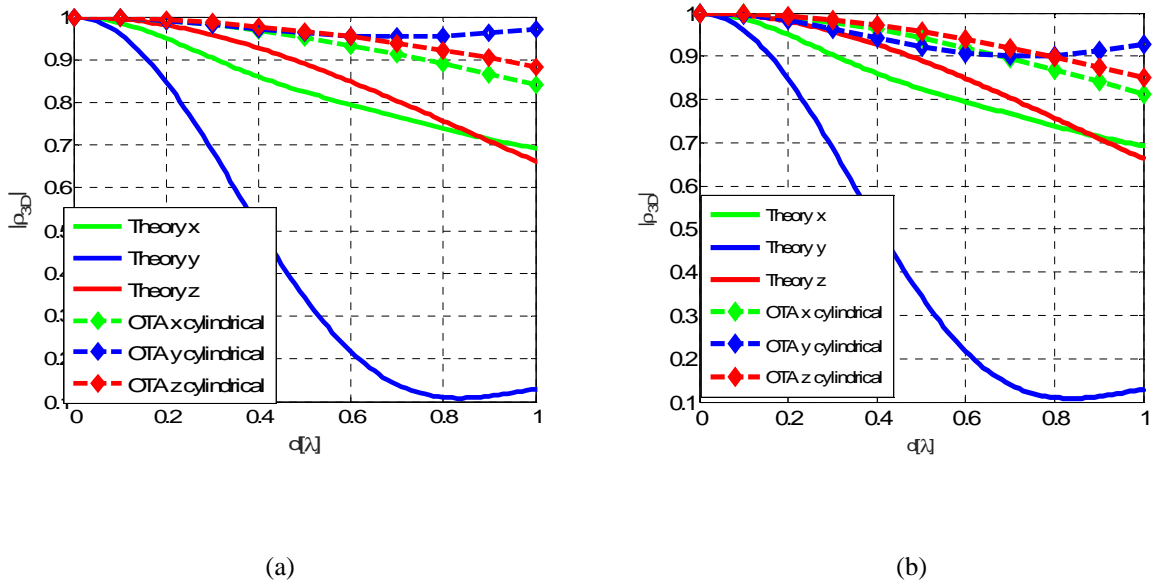 1
0.9
0.8
0.7
0.6
0.5
0.4
0.3
0.2
0.1
|ρ3D|
Theory x
Theory y
Theory z
OTA x cylindrical
OTA y cylindrical
OTA z cylindrical
0 0.2 0.4 0.6 0.8 1
d[λ]
(a)
1
0.9
0.8
0.7
0.6
0.5
0.4
0.3
0.2
0.1
|ρ3D|
Theory x
Theory y
Theory z
OTA x cylindrical
OTA y cylindrical
OTA z cylindrical
0 0.2 0.4 0.6 0.8 1
d[λ]
(b)